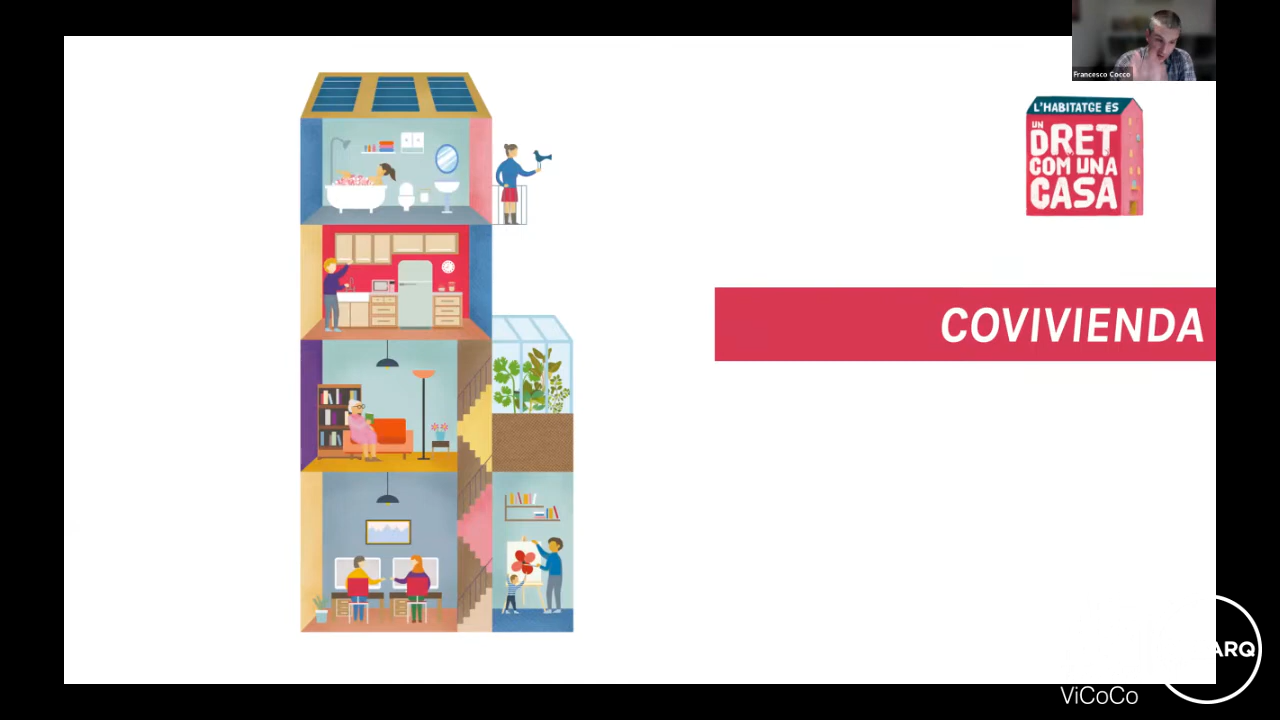 Francesco Cocco
L'HABITATGE ÉS
UN
DRET
COM UNA
CASA
COVIVIENDA
ARQ
ViCoCo